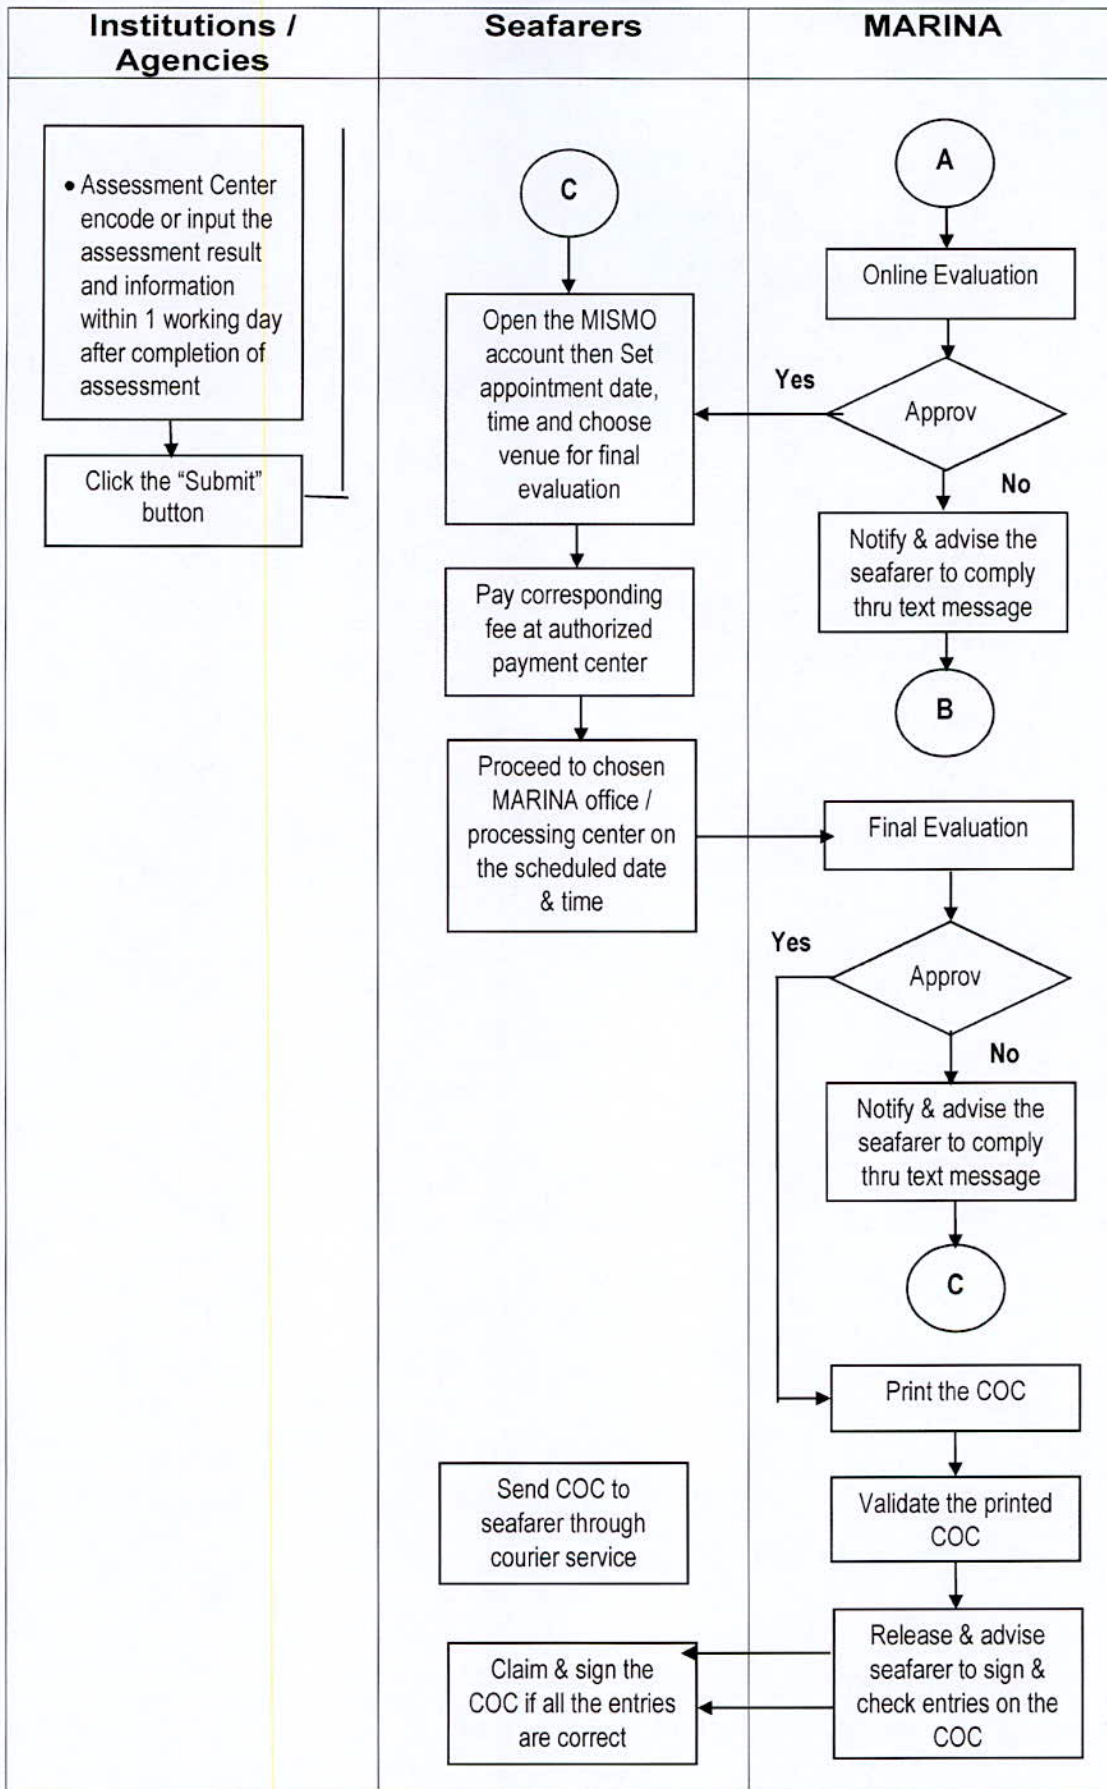 Institutions /
Agencies
Seafarers
MARINA
• Assessment Center
encode or input the
assessment result
and information
within 1 working day
after completion of
assessment
Click the “Submit”
button
C
Open the MISMO
account then Set
appointment date,
time and choose
venue for final
evaluation
Pay corresponding
fee at authorized
payment center
Proceed to chosen
MARINA office /
processing center on
the scheduled date
& time
Send COC to
seafarer through
courier service
Claim & sign the
COC if all the entries
are correct
A
Online Evaluation
Yes
Approv
No
Notify & advise the
seafarer to comply
thru text message
B
Final Evaluation
Yes
Approv
No
Notify & advise the
seafarer to comply
thru text message
C
Print the COC
Validate the printed
COC
Release & advise
seafarer to sign &
check entries on the
COC